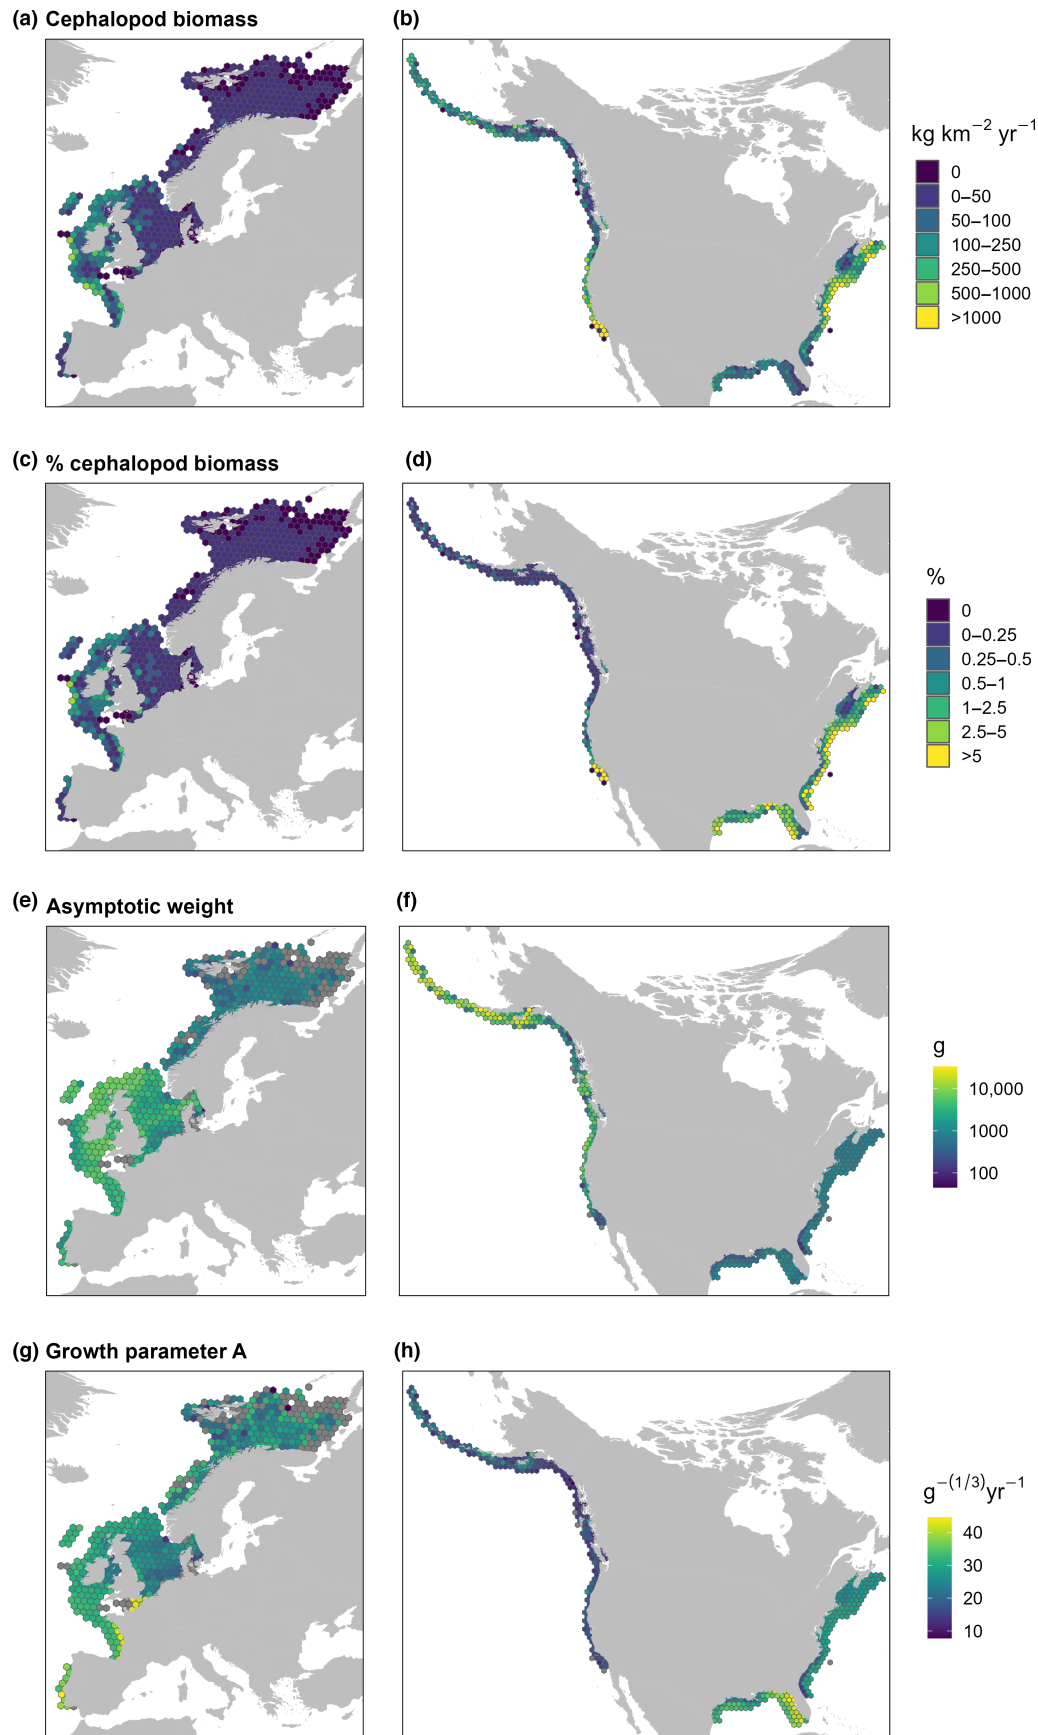 (a) Cephalopod biomass
(b)
kg km−2 yr−1
0
0–50
50–100
100–250
250–500
500–1000
>1000
(c) % cephalopod biomass
(d)
%
0
0–0.25
0.25–0.5
0.5–1
1–2.5
2.5–5
>5
(e) Asymptotic weight
(f)
g
10,000
1000
100
(g) Growth parameter A
(h)
g−(1/3)yr−1
40
30
20
10